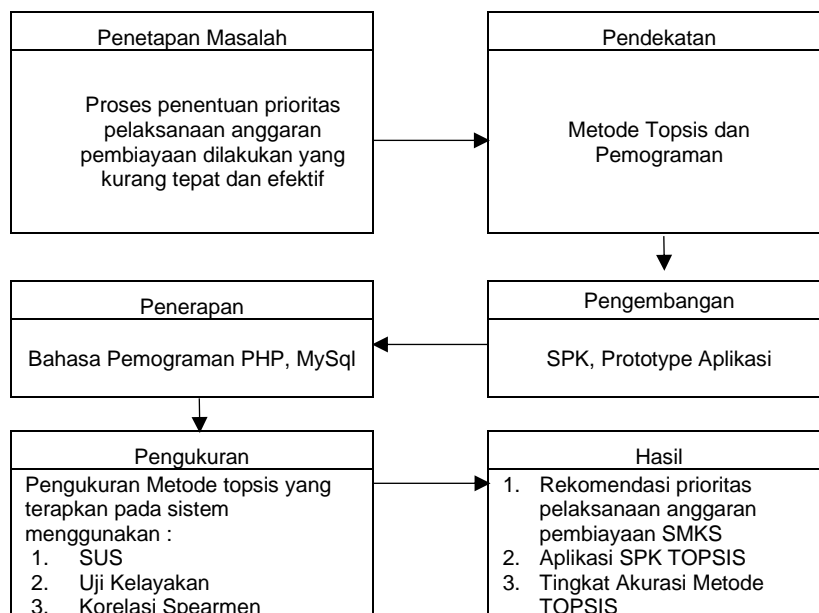 Penetapan Masalah
Proses penentuan prioritas
pelaksanaan anggaran
pembiayaan dilakukan yang
kurang tepat dan efektif
Pendekatan
Metode Topsis dan
Pemograman
Pengembangan
SPK, Prototype Aplikasi
Penerapan
Bahasa Pemograman PHP, MySql
Pengukuran
Pengukuran Metode topsis yang
terapkan pada sistem
menggunakan :
1. SUS
2. Uji Kelayakan
3. Korelasi Spearmen
Hasil
1. Rekomendasi prioritas
pelaksanaan anggaran
pembiayaan SMKS
2. Aplikasi SPK TOPSIS
3. Tingkat Akurasi Metode
TOPSIS